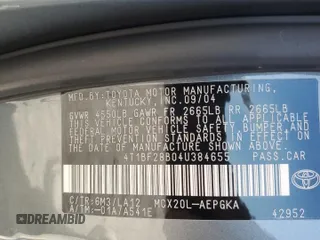 MFD.BY:TOYOTA MOTOR MANUFACTURING,
KENTUCKY, INC.09/04
GVWR 4550LB GAWR FR 2665LB RR 2665LB
THIS VEHICLE CONFORMS TO ALL APPLICABLE
FEDERAL MOTOR VEHICLE SAFETY, BUMPER, AND
THEFT PREVENTION STANDARDS IN EFFECT ON
THE DATE OF MANUFACTURE SHOWN ABOVE.
4T1BF28B04U384655 PASS.CAR
C/TR:6M3/LA12 MCX20L-AEPGKA
A/TM:-01A/A541E
42952
TOYOTA
DCLUSIVE